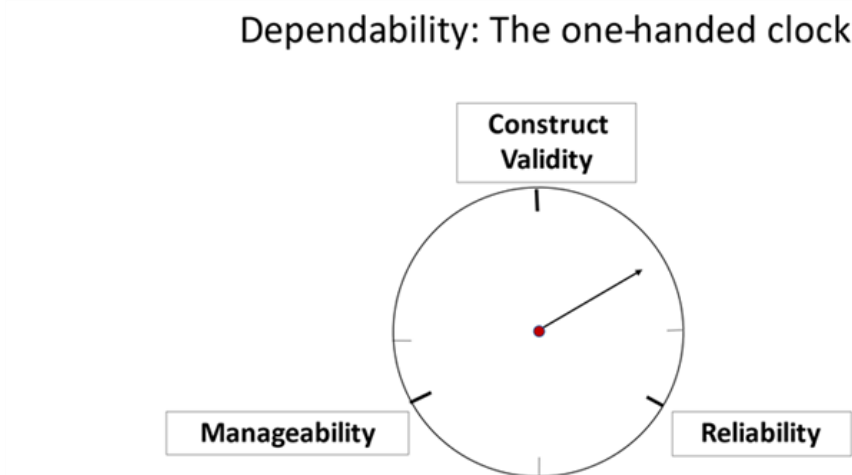 Dependability: The one-handed clock
Construct
Validity
Manageability
Reliability